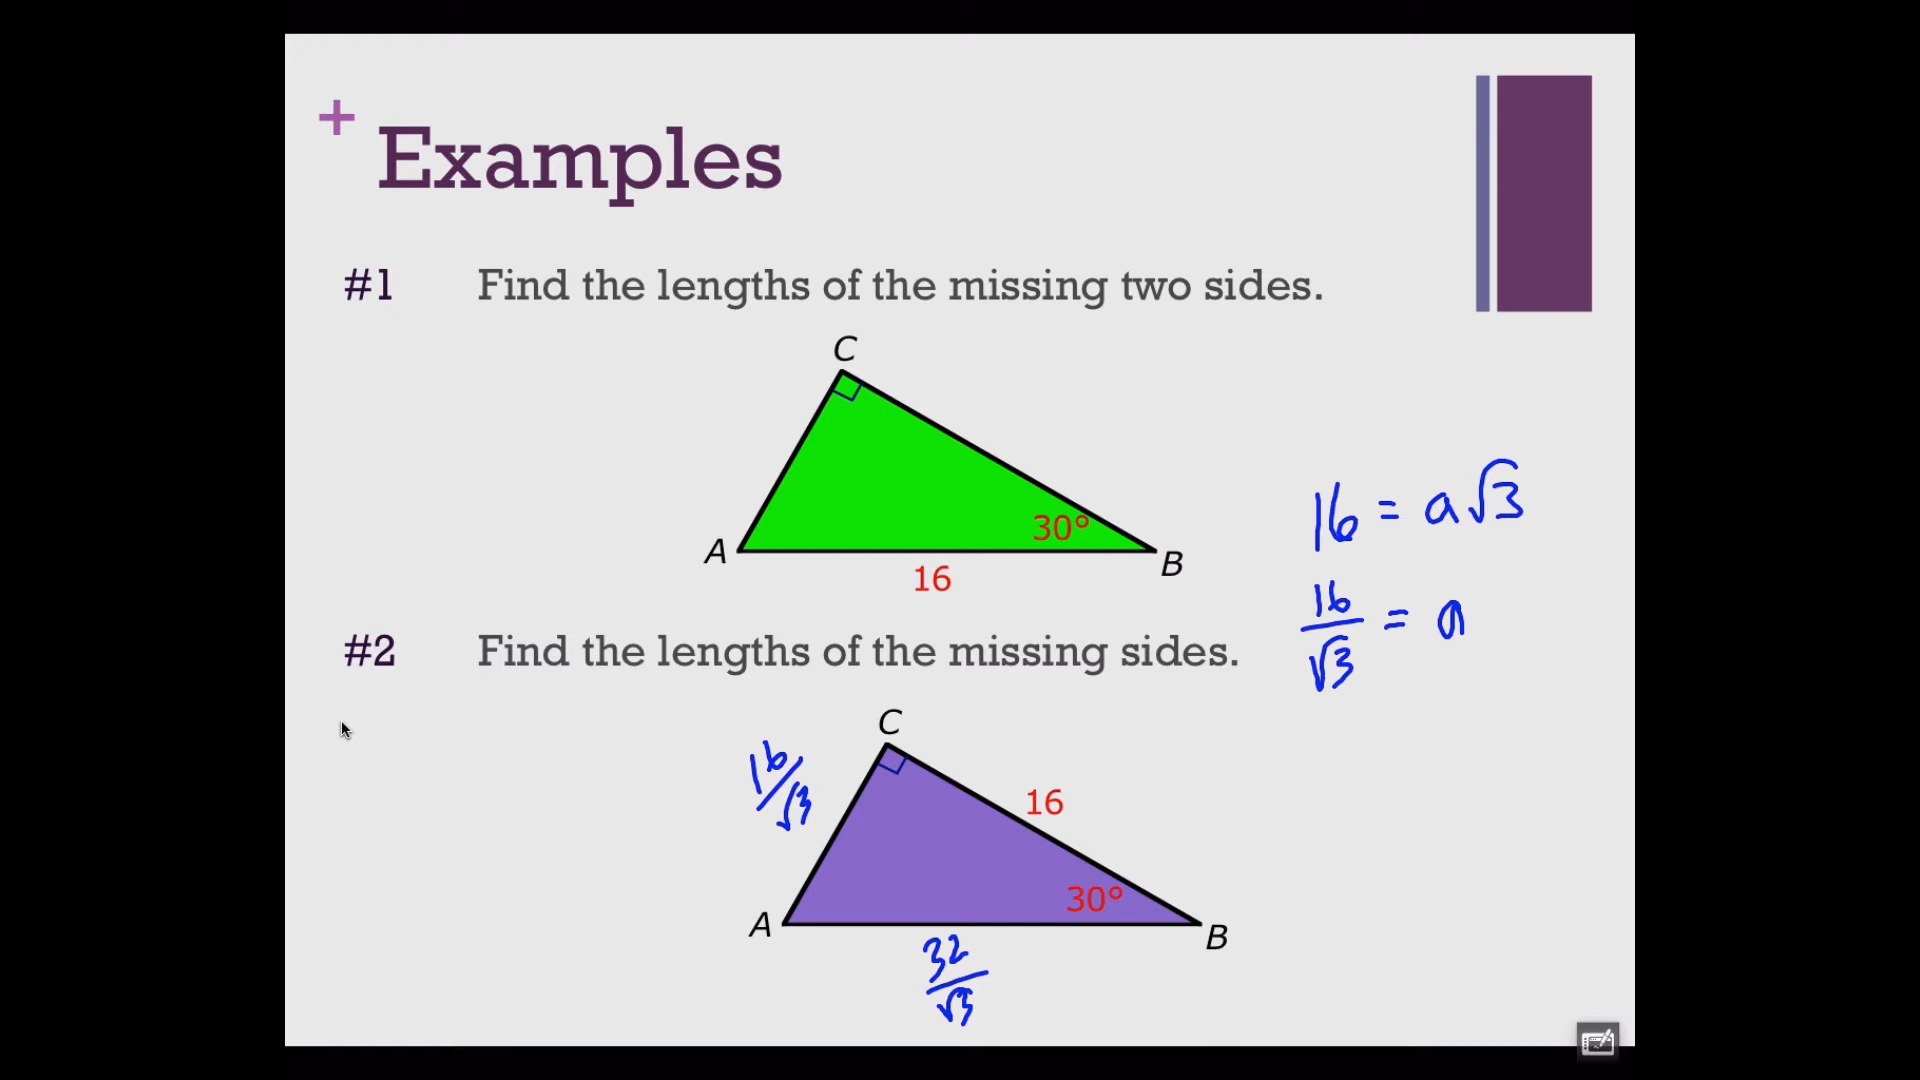 +
Examples
#1 Find the lengths of the missing two sides.
C
30°
A
B
16
16 = a√3
16/√3 = a
#2 Find the lengths of the missing sides.
C
16/√3
16
30°
A
B
32/√3